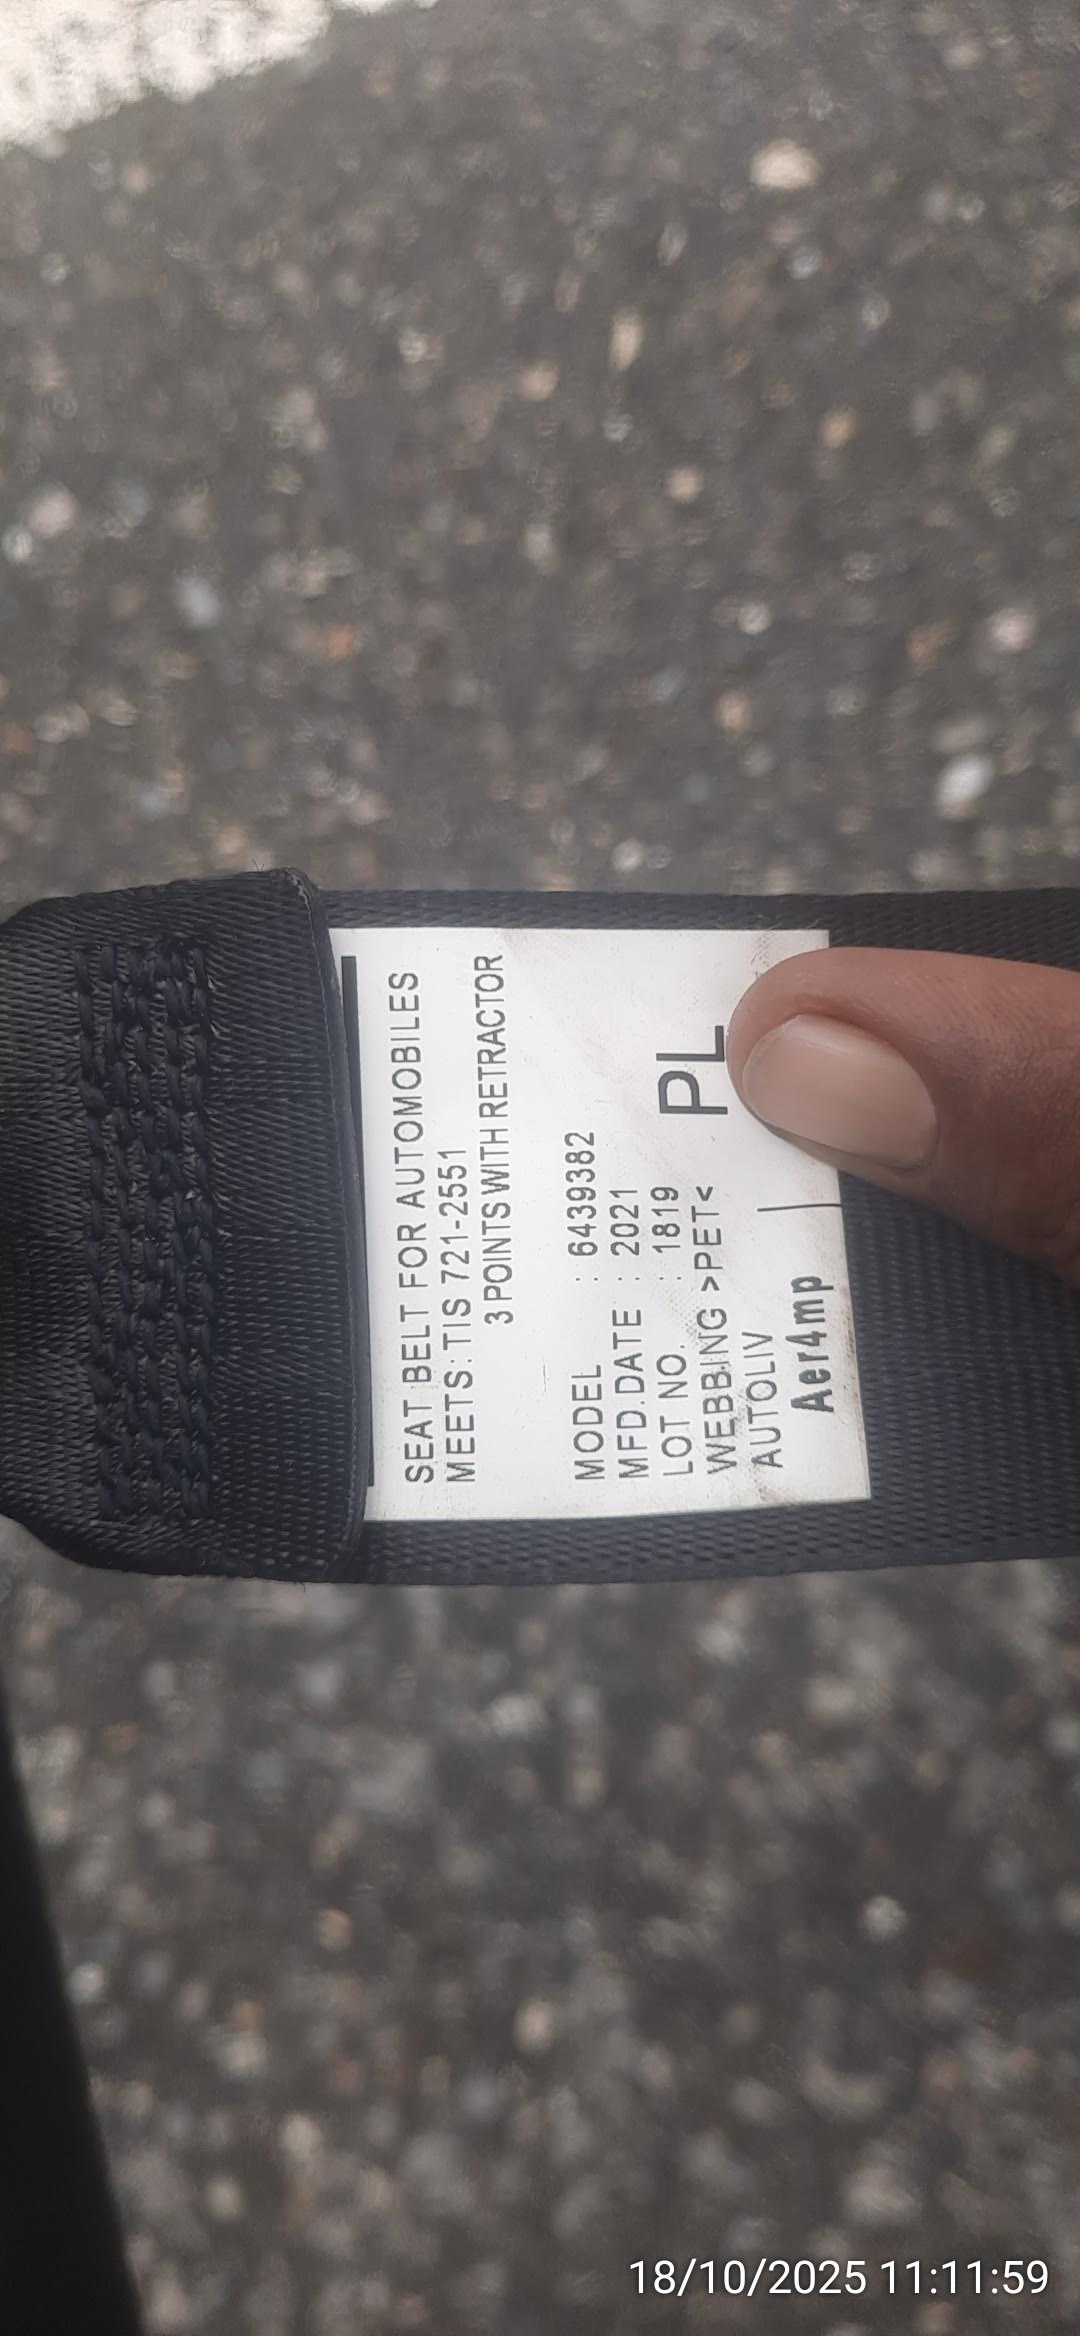 SEAT BELT FOR AUTOMOBILES
MEETS: TIS 721-2551
3 POINTS WITH RETRACTOR
MODEL : 6439382
MFD.DATE : 2021
LOT NO. : 1819
WEBBING >PET<
PL
AUTOLIV
Aer4mp
18/10/2025 11:11:59